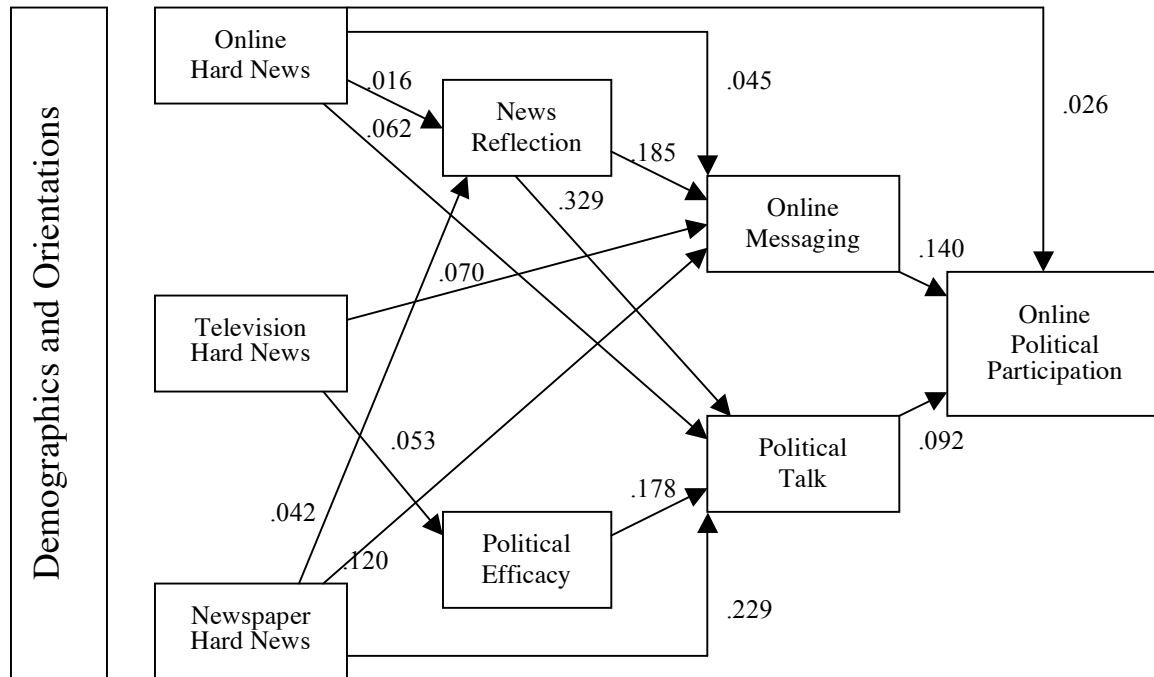 Demographics and Orientations
Online
Hard News
.016
.062
News
Reflection
.045
.026
.185
.329
Online
Messaging
.070
.140
Television
Hard News
Online
Political
Participation
.053
Political
Talk
.092
.178
.042
.120
Political
Efficacy
.229
Newspaper
Hard News